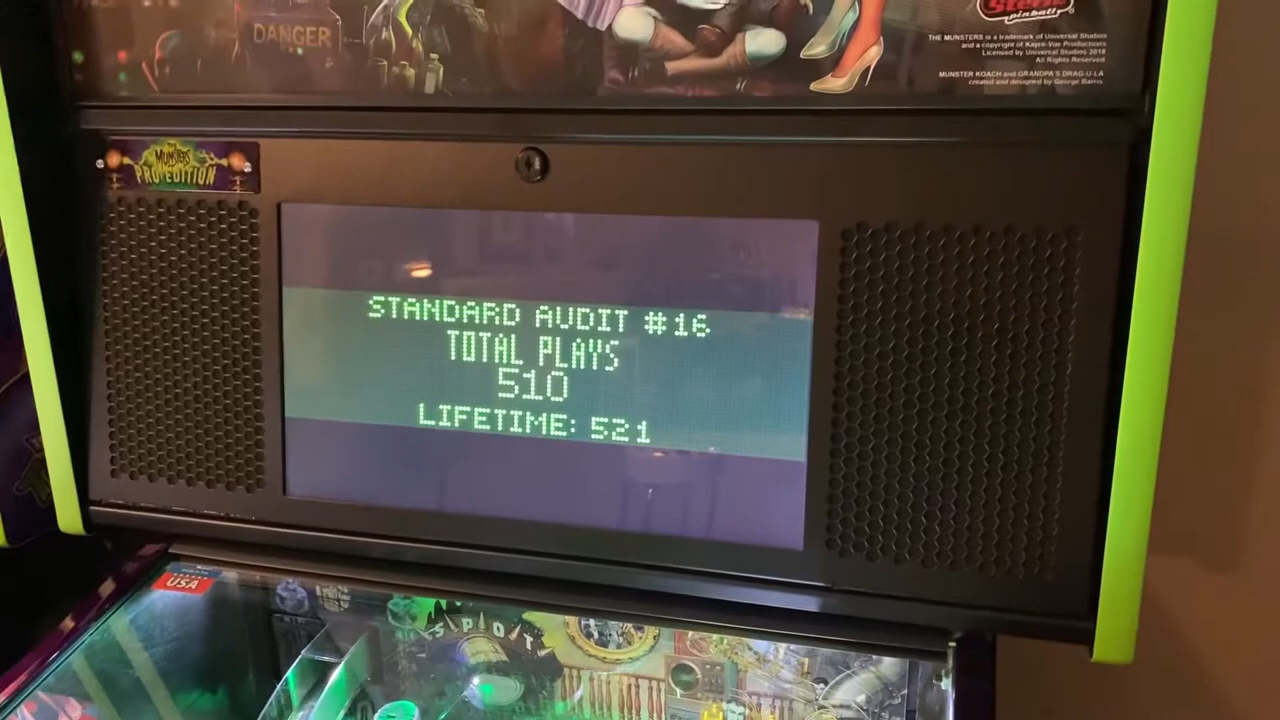 DANGER
Stern
pinball
THE MUNSTERS is a trademark of Universal Studios
and a copyright of Kayro-Vue Productions
Licensed by Universal Studios 2018
All Rights Reserved
MUNSTER KOACH and GRANDPA'S DRAG-U-LA
created and designed by George Barris
THE
MUNSTERS
PRO EDITION
STANDARD AUDIT #16
TOTAL PLAYS
510
LIFETIME: 521
USA
SPOT